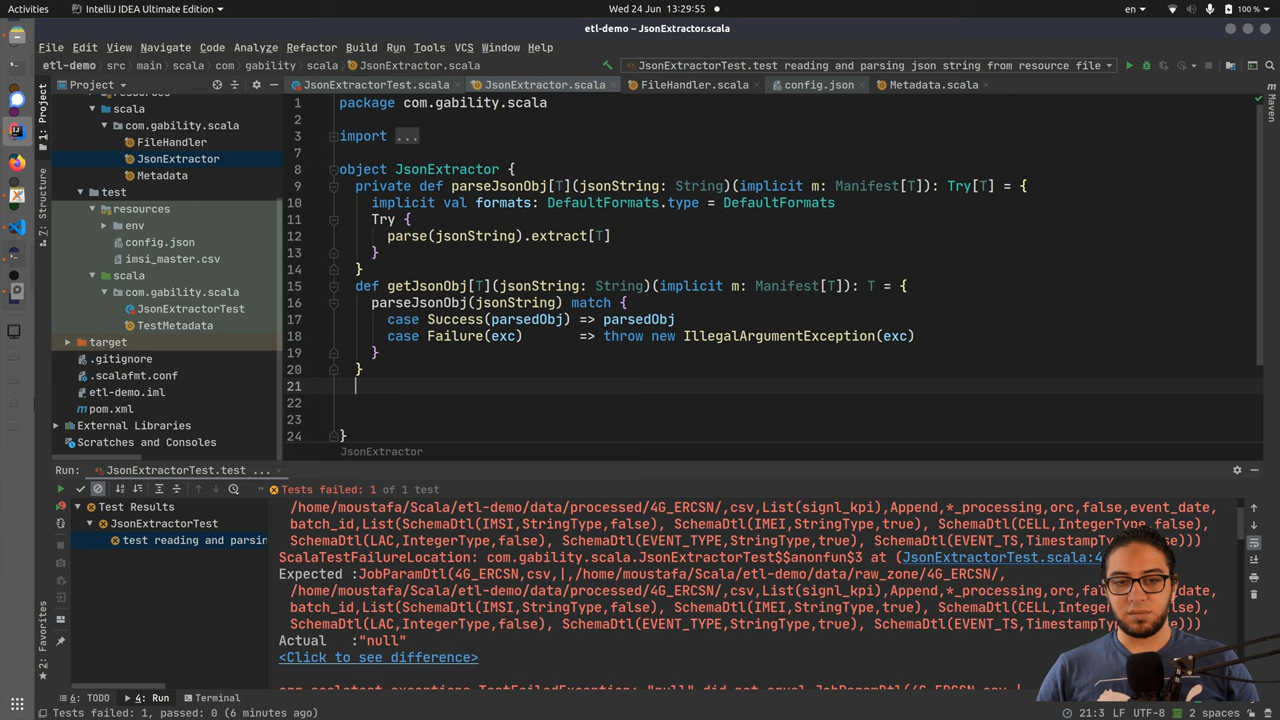 Activities IntelliJ IDEA Ultimate Edition Wed 24 Jun 13:29:55 en 100 %
etl-demo – JsonExtractor.scala
File Edit View Navigate Code Analyze Refactor Build Run Tools VCS Window Help
etl-demo src main scala com gability scala JsonExtractor.scala JsonExtractorTest.test reading and parsing json string from resource file
1: Project
Project JsonExtractorTest.scala JsonExtractor.scala FileHandler.scala config.json Metadata.scala
Maven
scala
com.gability.scala
FileHandler
JsonExtractor
Metadata
test
resources
env
config.json
imsi_master.csv
scala
com.gability.scala
JsonExtractorTest
TestMetadata
target
.gitignore
.scalafmt.conf
etl-demo.iml
pom.xml
External Libraries
Scratches and Consoles
7: Structure
1 package com.gability.scala
2
3 import ...
7
8 object JsonExtractor {
9 private def parseJsonObj[T](jsonString: String)(implicit m: Manifest[T]): Try[T] = {
10 implicit val formats: DefaultFormats.type = DefaultFormats
11 Try {
12 parse(jsonString).extract[T]
13 }
14 }
15 def getJsonObj[T](jsonString: String)(implicit m: Manifest[T]): T = {
16 parseJsonObj(jsonString) match {
17 case Success(parsedObj) => parsedObj
18 case Failure(exc) => throw new IllegalArgumentException(exc)
19 }
20 }
21
22
23
24 }
JsonExtractor
Run: JsonExtractorTest.test ...
Tests failed: 1 of 1 test
Test Results
JsonExtractorTest
test reading and parsin
2: Favorites
/home/moustafa/Scala/etl-demo/data/processed/4G_ERCSN/,csv,List(signl_kpi),Append,*_processing,orc,false,event_date,
batch_id,List(SchemaDtl(IMSI,StringType,false), SchemaDtl(IMEI,StringType,true), SchemaDtl(CELL,IntegerType,false),
SchemaDtl(LAC,IntegerType,false), SchemaDtl(EVENT_TYPE,StringType,true), SchemaDtl(EVENT_TS,TimestampType,true)))
ScalaTestFailureLocation: com.gability.scala.JsonExtractorTest$$anonfun$3 at (JsonExtractorTest.scala:4
Expected :JobParamDtl(4G_ERCSN,csv,|,/home/moustafa/Scala/etl-demo/data/raw_zone/4G_ERCSN/,
/home/moustafa/Scala/etl-demo/data/processed/4G_ERCSN/,csv,List(signl_kpi),Append,*_processing,orc,fal date,
batch_id,List(SchemaDtl(IMSI,StringType,false), SchemaDtl(IMEI,StringType,true), SchemaDtl(CELL,Intege
SchemaDtl(LAC,IntegerType,false), SchemaDtl(EVENT_TYPE,StringType,true), SchemaDtl(EVENT_TS,TimestampT
Actual :"null"
<Click to see difference>
6: TODO 4: Run Terminal
Tests failed: 1, passed: 0 (6 minutes ago) 21:3 LF UTF-8 2 spaces